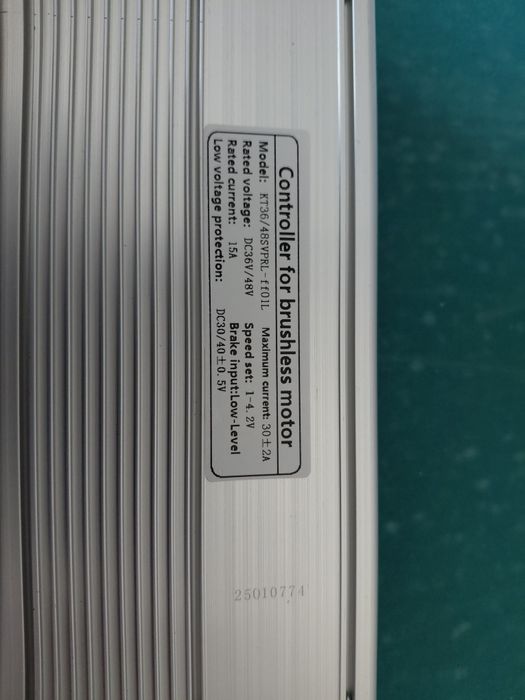 Controller for brushless motor
Model: KT36/48SVPRL-ff01L Maximum current: 30±2A
Rated voltage: DC36V/48V Speed set: 1-4.2V
Rated current: 15A Brake input:Low-Level
Low voltage protection: DC30/40±0.5V
25010774